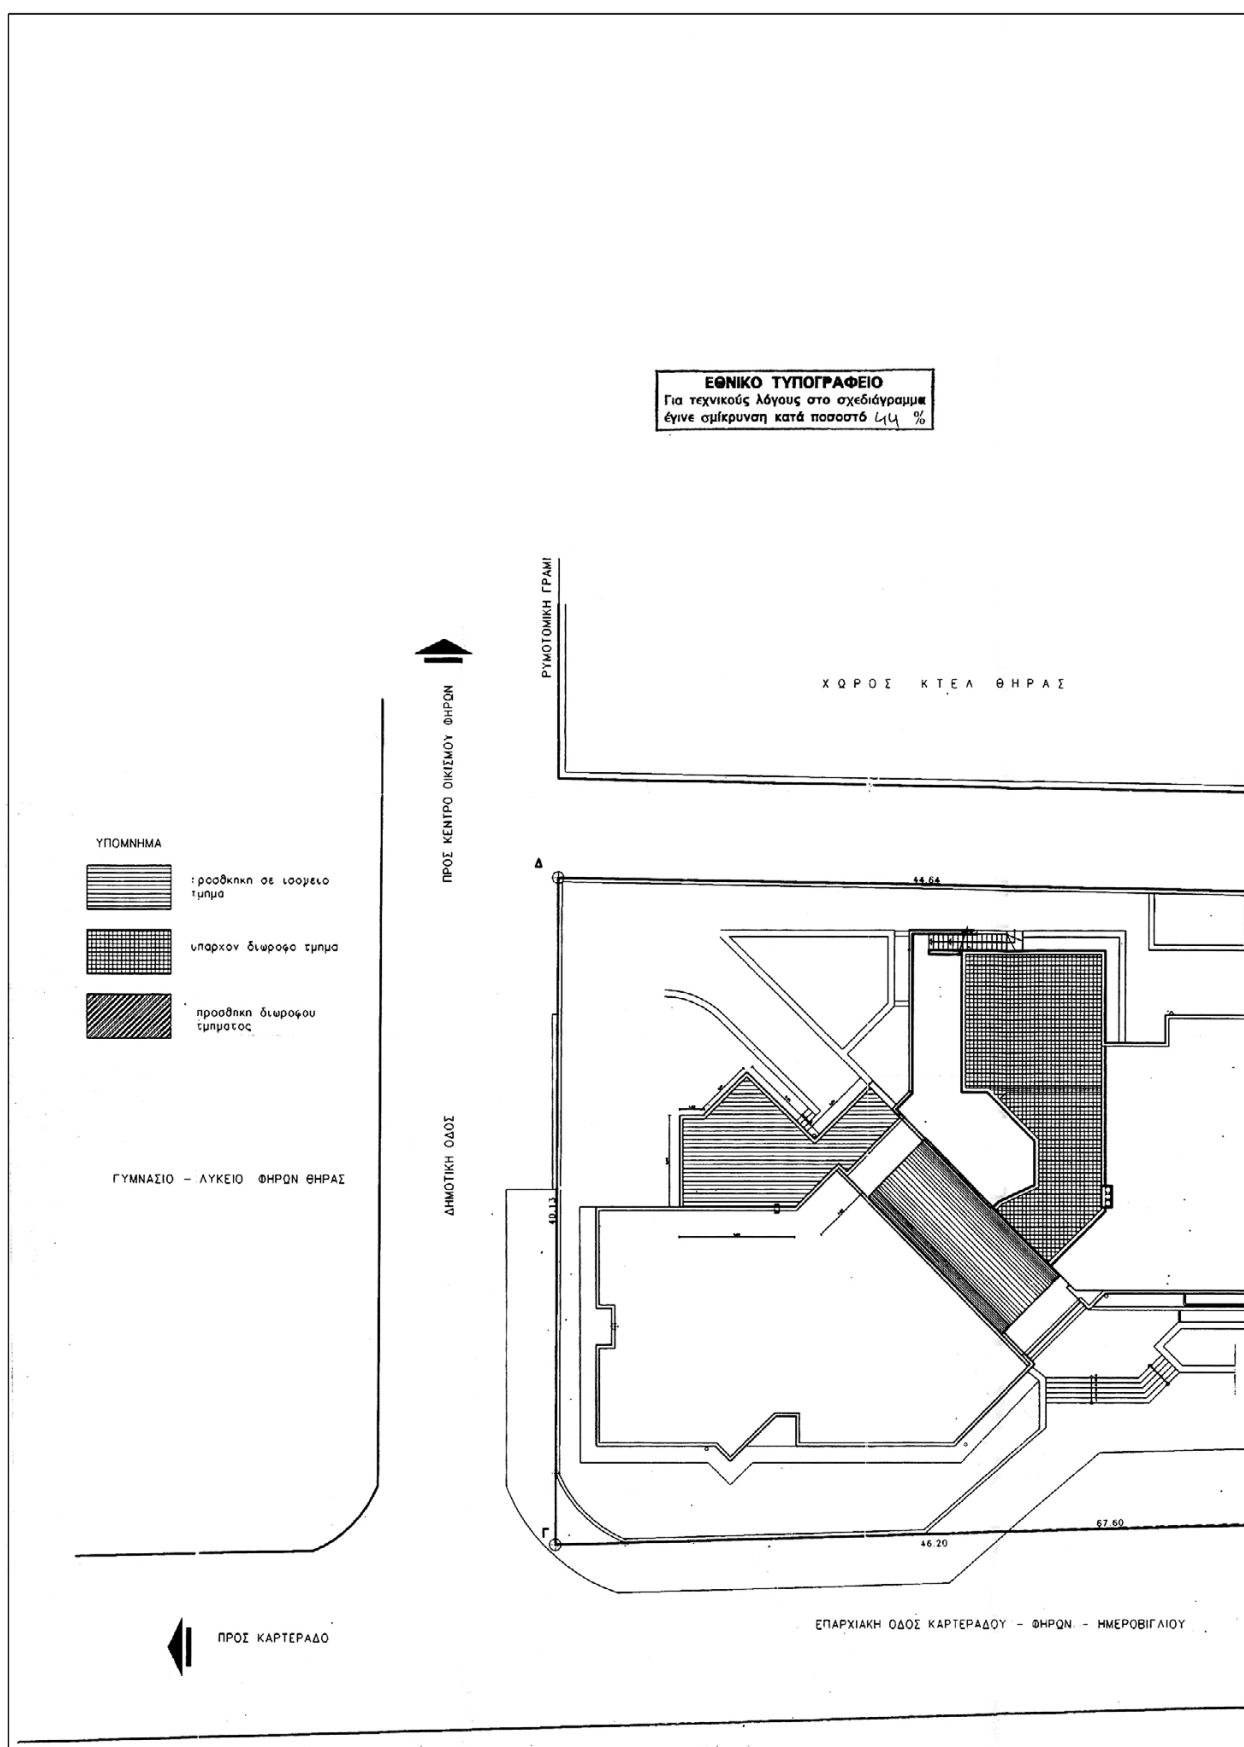 ΕΘΝΙΚΟ ΤΥΠΟΓΡΑΦΕΙΟ
Για τεχνικούς λόγους στο σχεδιάγραμμα
έγινε σμίκρυνση κατά ποσοστό 44 %
ΡΥΜΟΤΟΜΙΚΗ ΓΡΑΜΙ
ΧΩΡΟΣ ΚΤΕΛ ΘΗΡΑΣ
ΠΡΟΣ ΚΕΝΤΡΟ ΟΙΚΙΣΜΟΥ ΦΗΡΩΝ
ΥΠΟΜΝΗΜΑ
ροσθκηκη σε ισογειο
τμημα
υπαρχον διωροφο τμημα
προσθηκη διωροφου
τμηματος
Δ
44.64
ΓΥΜΝΑΣΙΟ – ΛΥΚΕΙΟ ΦΗΡΩΝ ΘΗΡΑΣ
ΔΗΜΟΤΙΚΗ ΟΔΟΣ
40.13
Γ
46.20
67.60
ΠΡΟΣ ΚΑΡΤΕΡΑΔΟ
ΕΠΑΡΧΙΑΚΗ ΟΔΟΣ ΚΑΡΤΕΡΑΔΟΥ – ΦΗΡΩΝ – ΗΜΕΡΟΒΙΓΛΙΟΥ